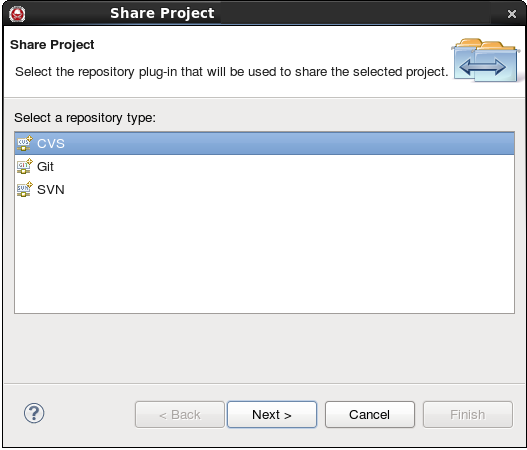 Share Project
Share Project
Select the repository plug-in that will be used to share the selected project.
Select a repository type:
CVS
Git
SVN
?
< Back
Next >
Cancel
Finish